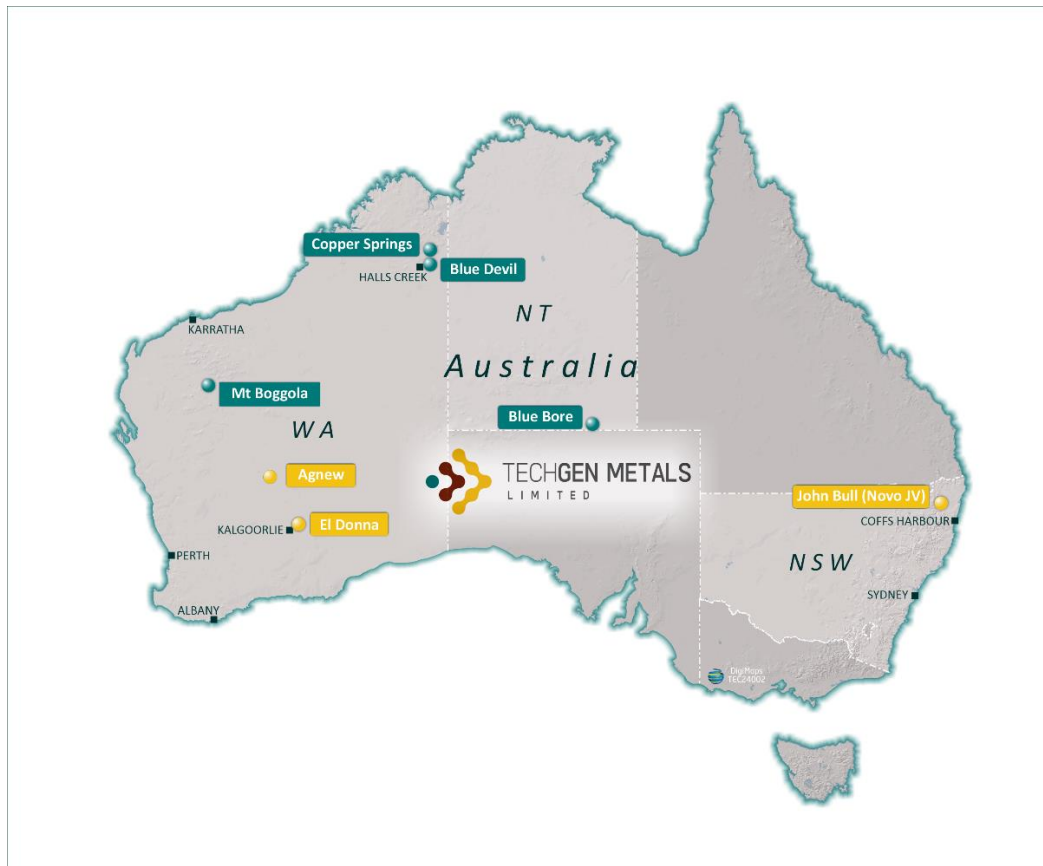 Copper Springs
HALLS CREEK
Blue Devil
NT
KARRATHA
Australia
Mt Boggola
Blue Bore
WA
TECHGEN METALS
LIMITED
Agnew
John Bull (Novo JV)
COFFS HARBOUR
KALGOORLIE
El Donna
PERTH
NSW
SYDNEY
ALBANY
DigiMaps
TEC24002